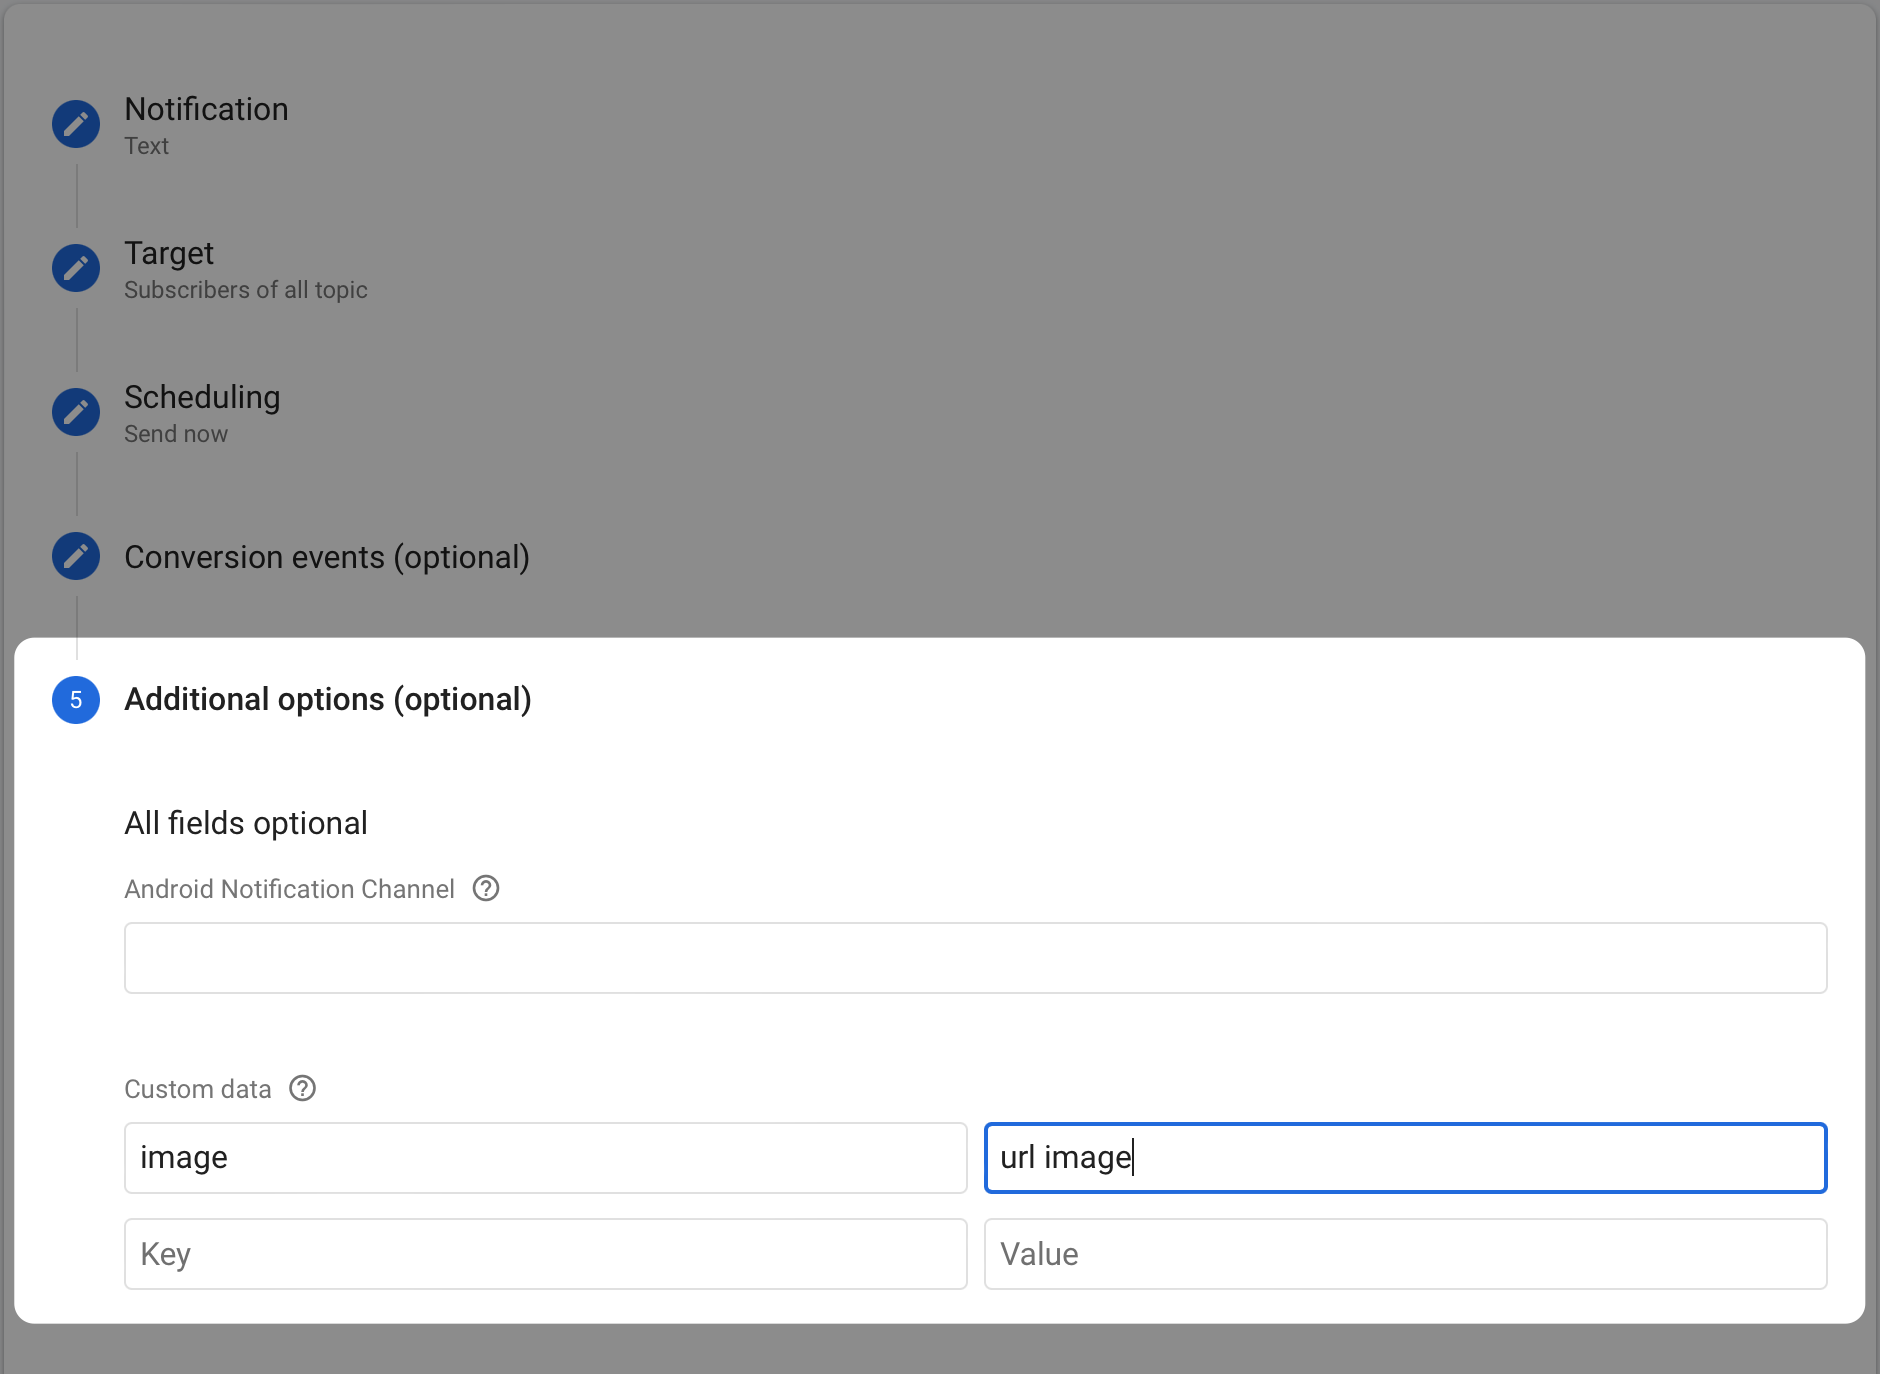 Notification
Text
Target
Subscribers of all topic
Scheduling
Send now
Conversion events (optional)
5 Additional options (optional)
All fields optional
Android Notification Channel ?
Custom data ?
image url image
Key Value